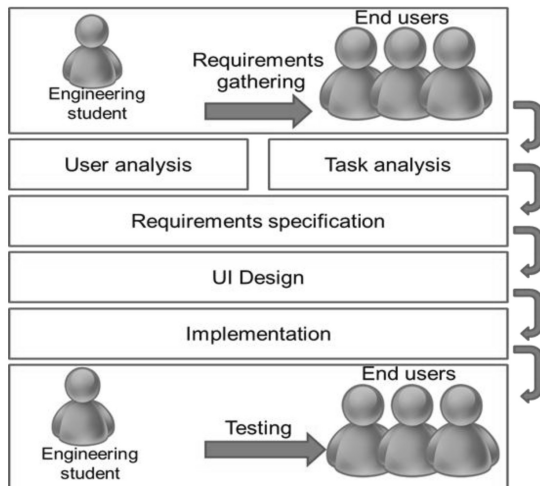 End users
Requirements
gathering
Engineering
student
User analysis
Task analysis
Requirements specification
UI Design
Implementation
End users
Testing
Engineering
student